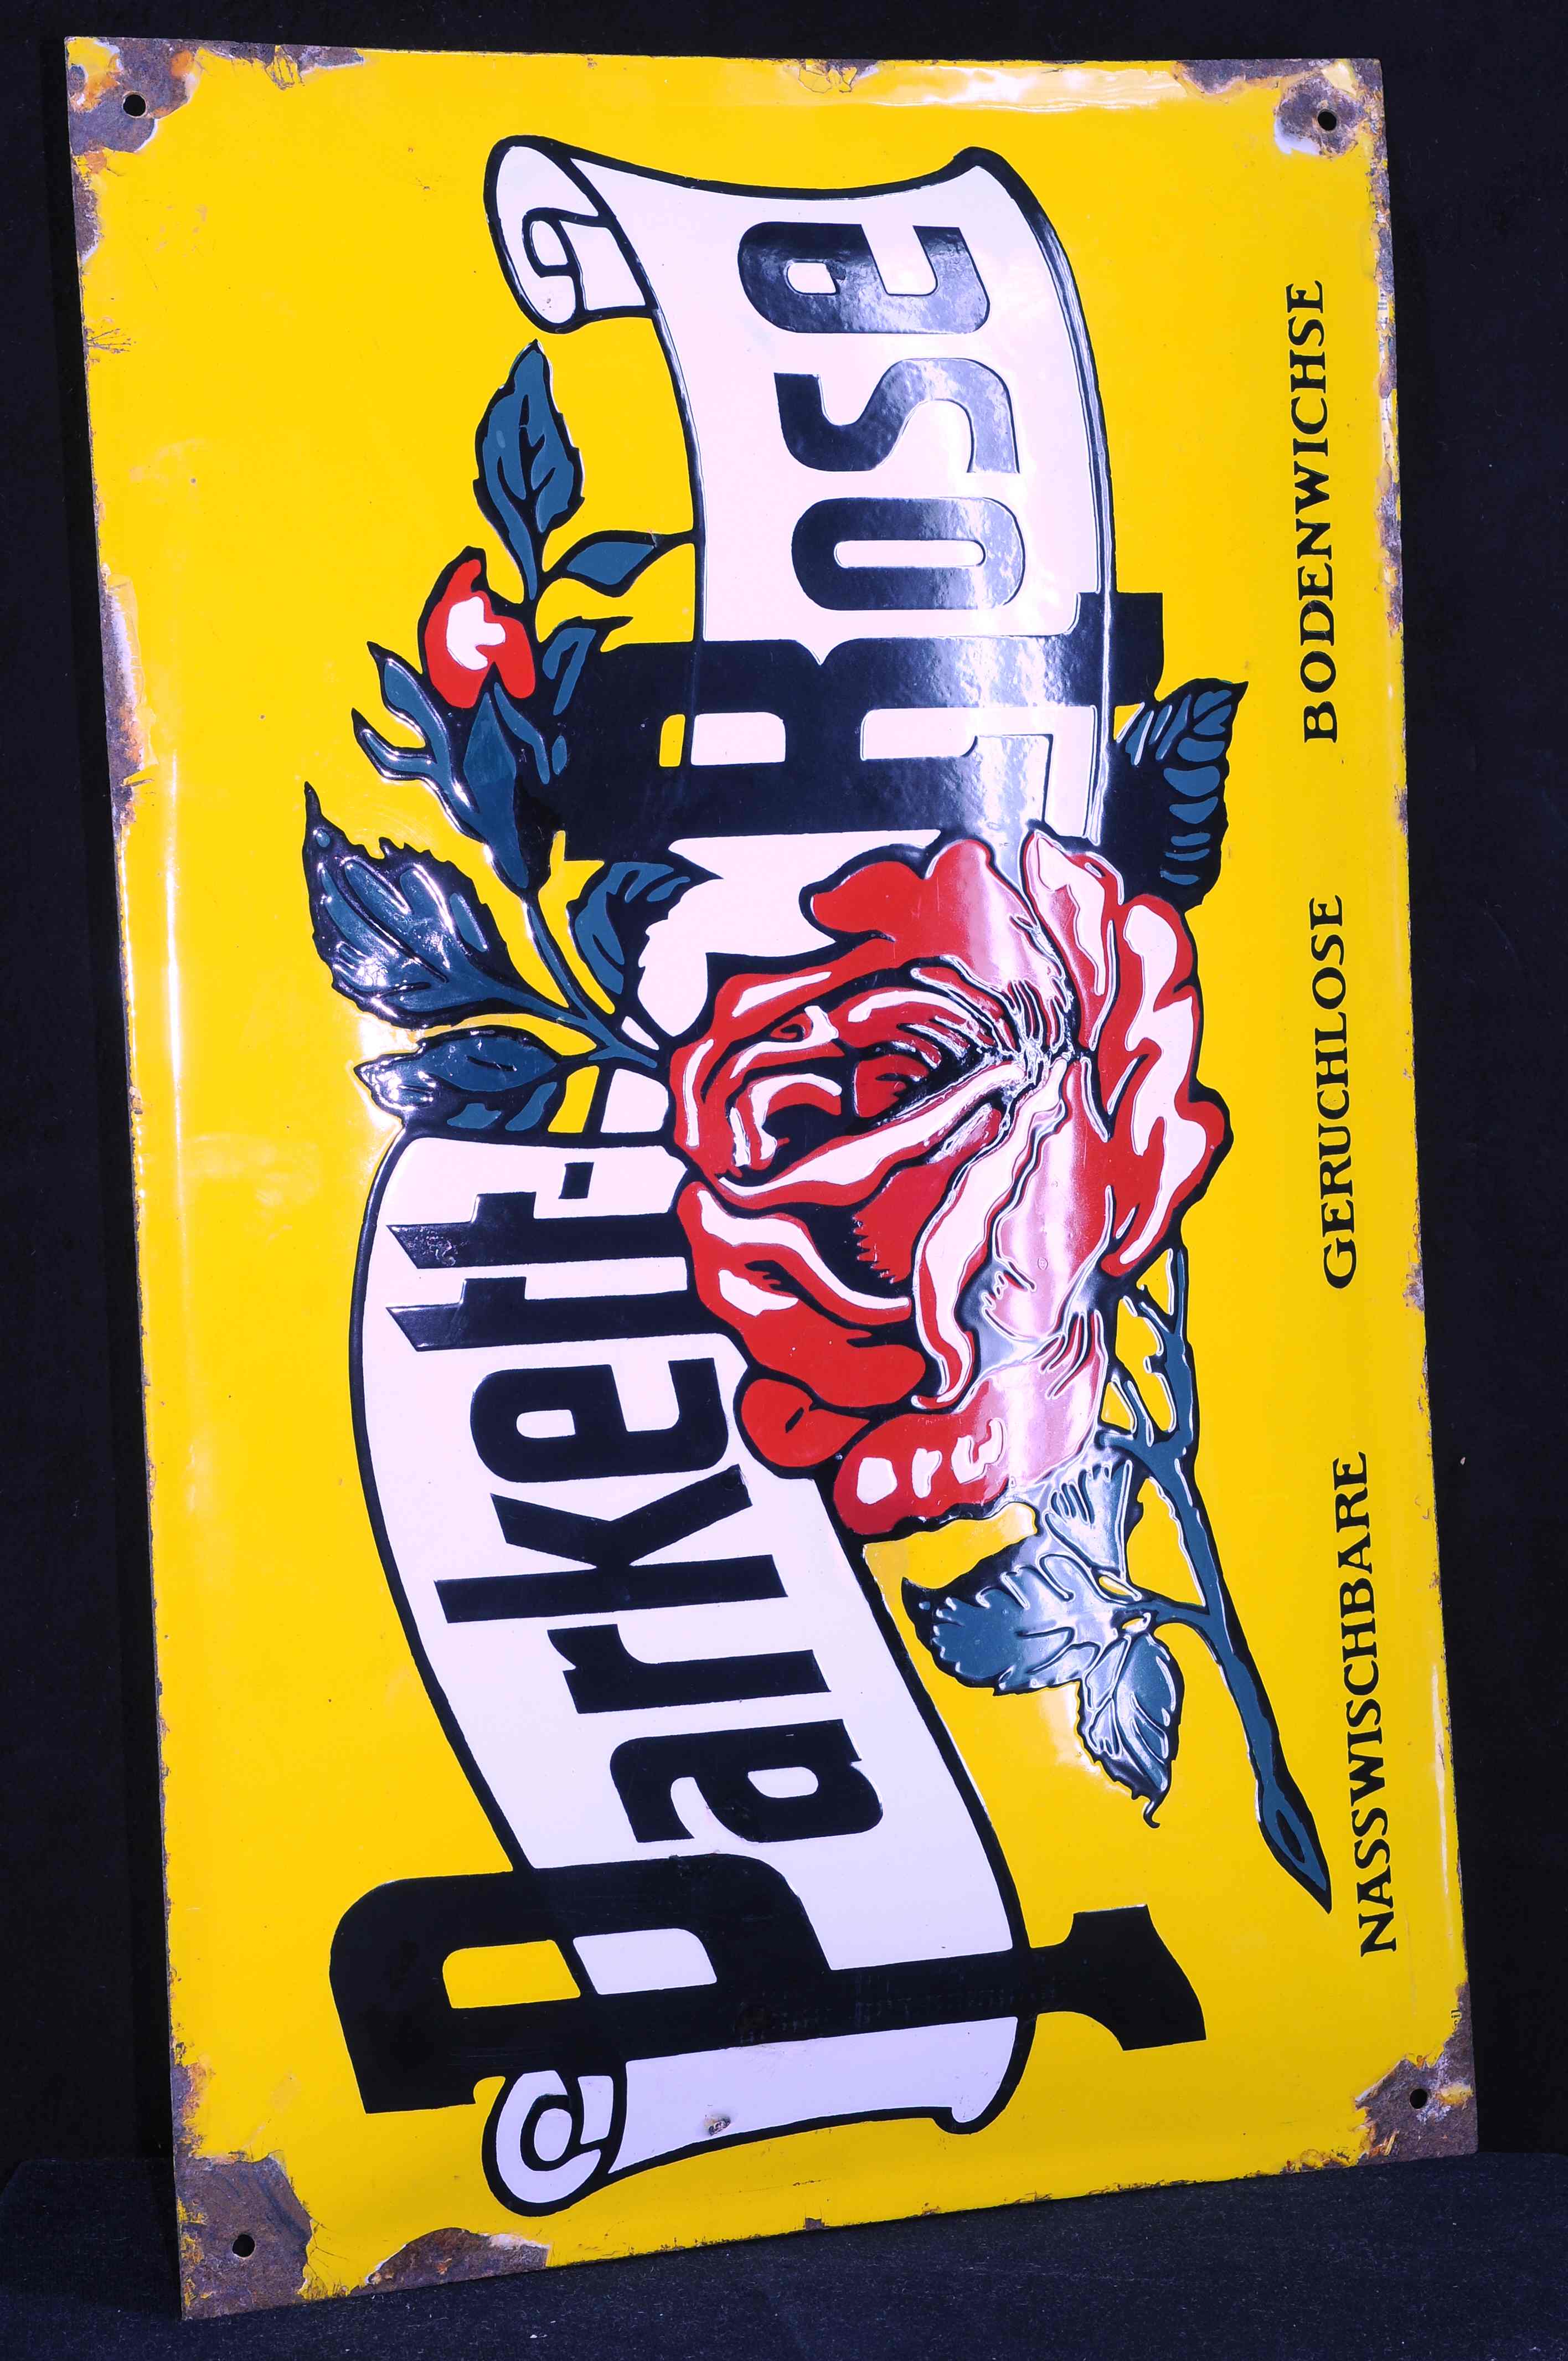 Parkett-Rose
NASSWISCHBARE GERUCHLOSE BODENWICHSE